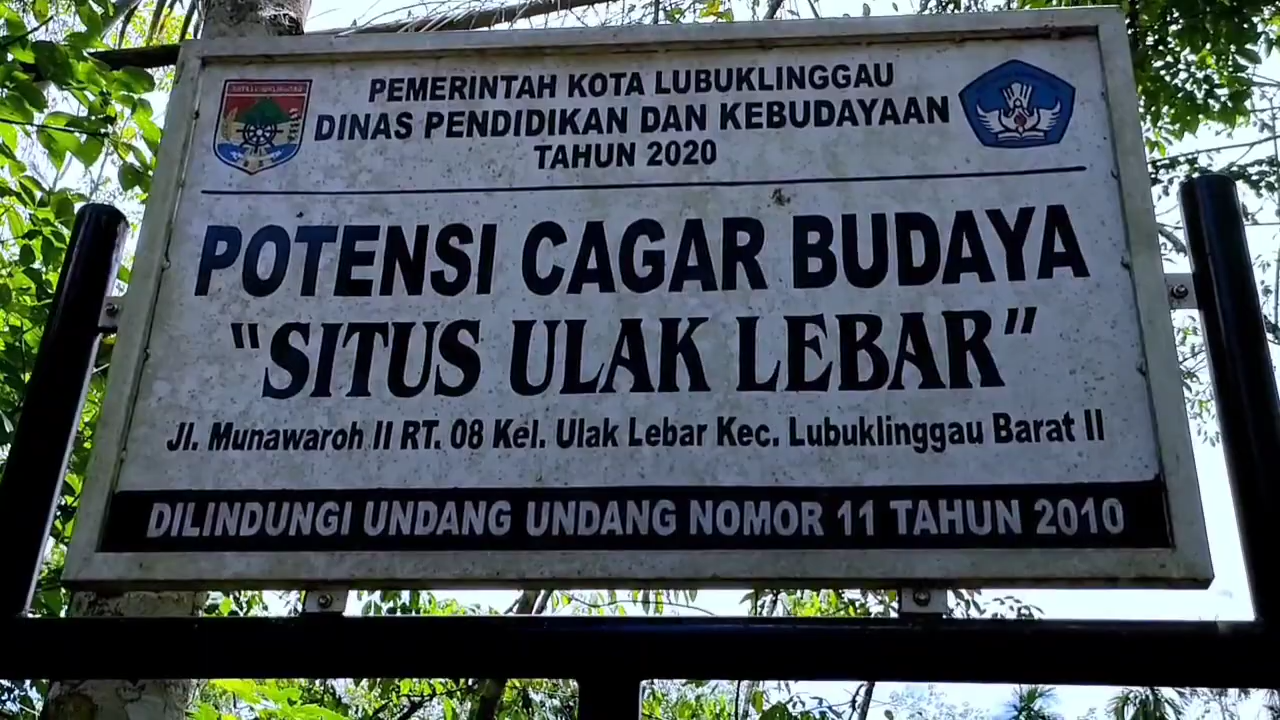 PEMERINTAH KOTA LUBUKLINGGAU
DINAS PENDIDIKAN DAN KEBUDAYAAN
TAHUN 2020
POTENSI CAGAR BUDAYA
"SITUS ULAK LEBAR"
Jl. Munawaroh II RT. 08 Kel. Ulak Lebar Kec. Lubuklinggau Barat II
DILINDUNGI UNDANG UNDANG NOMOR 11 TAHUN 2010